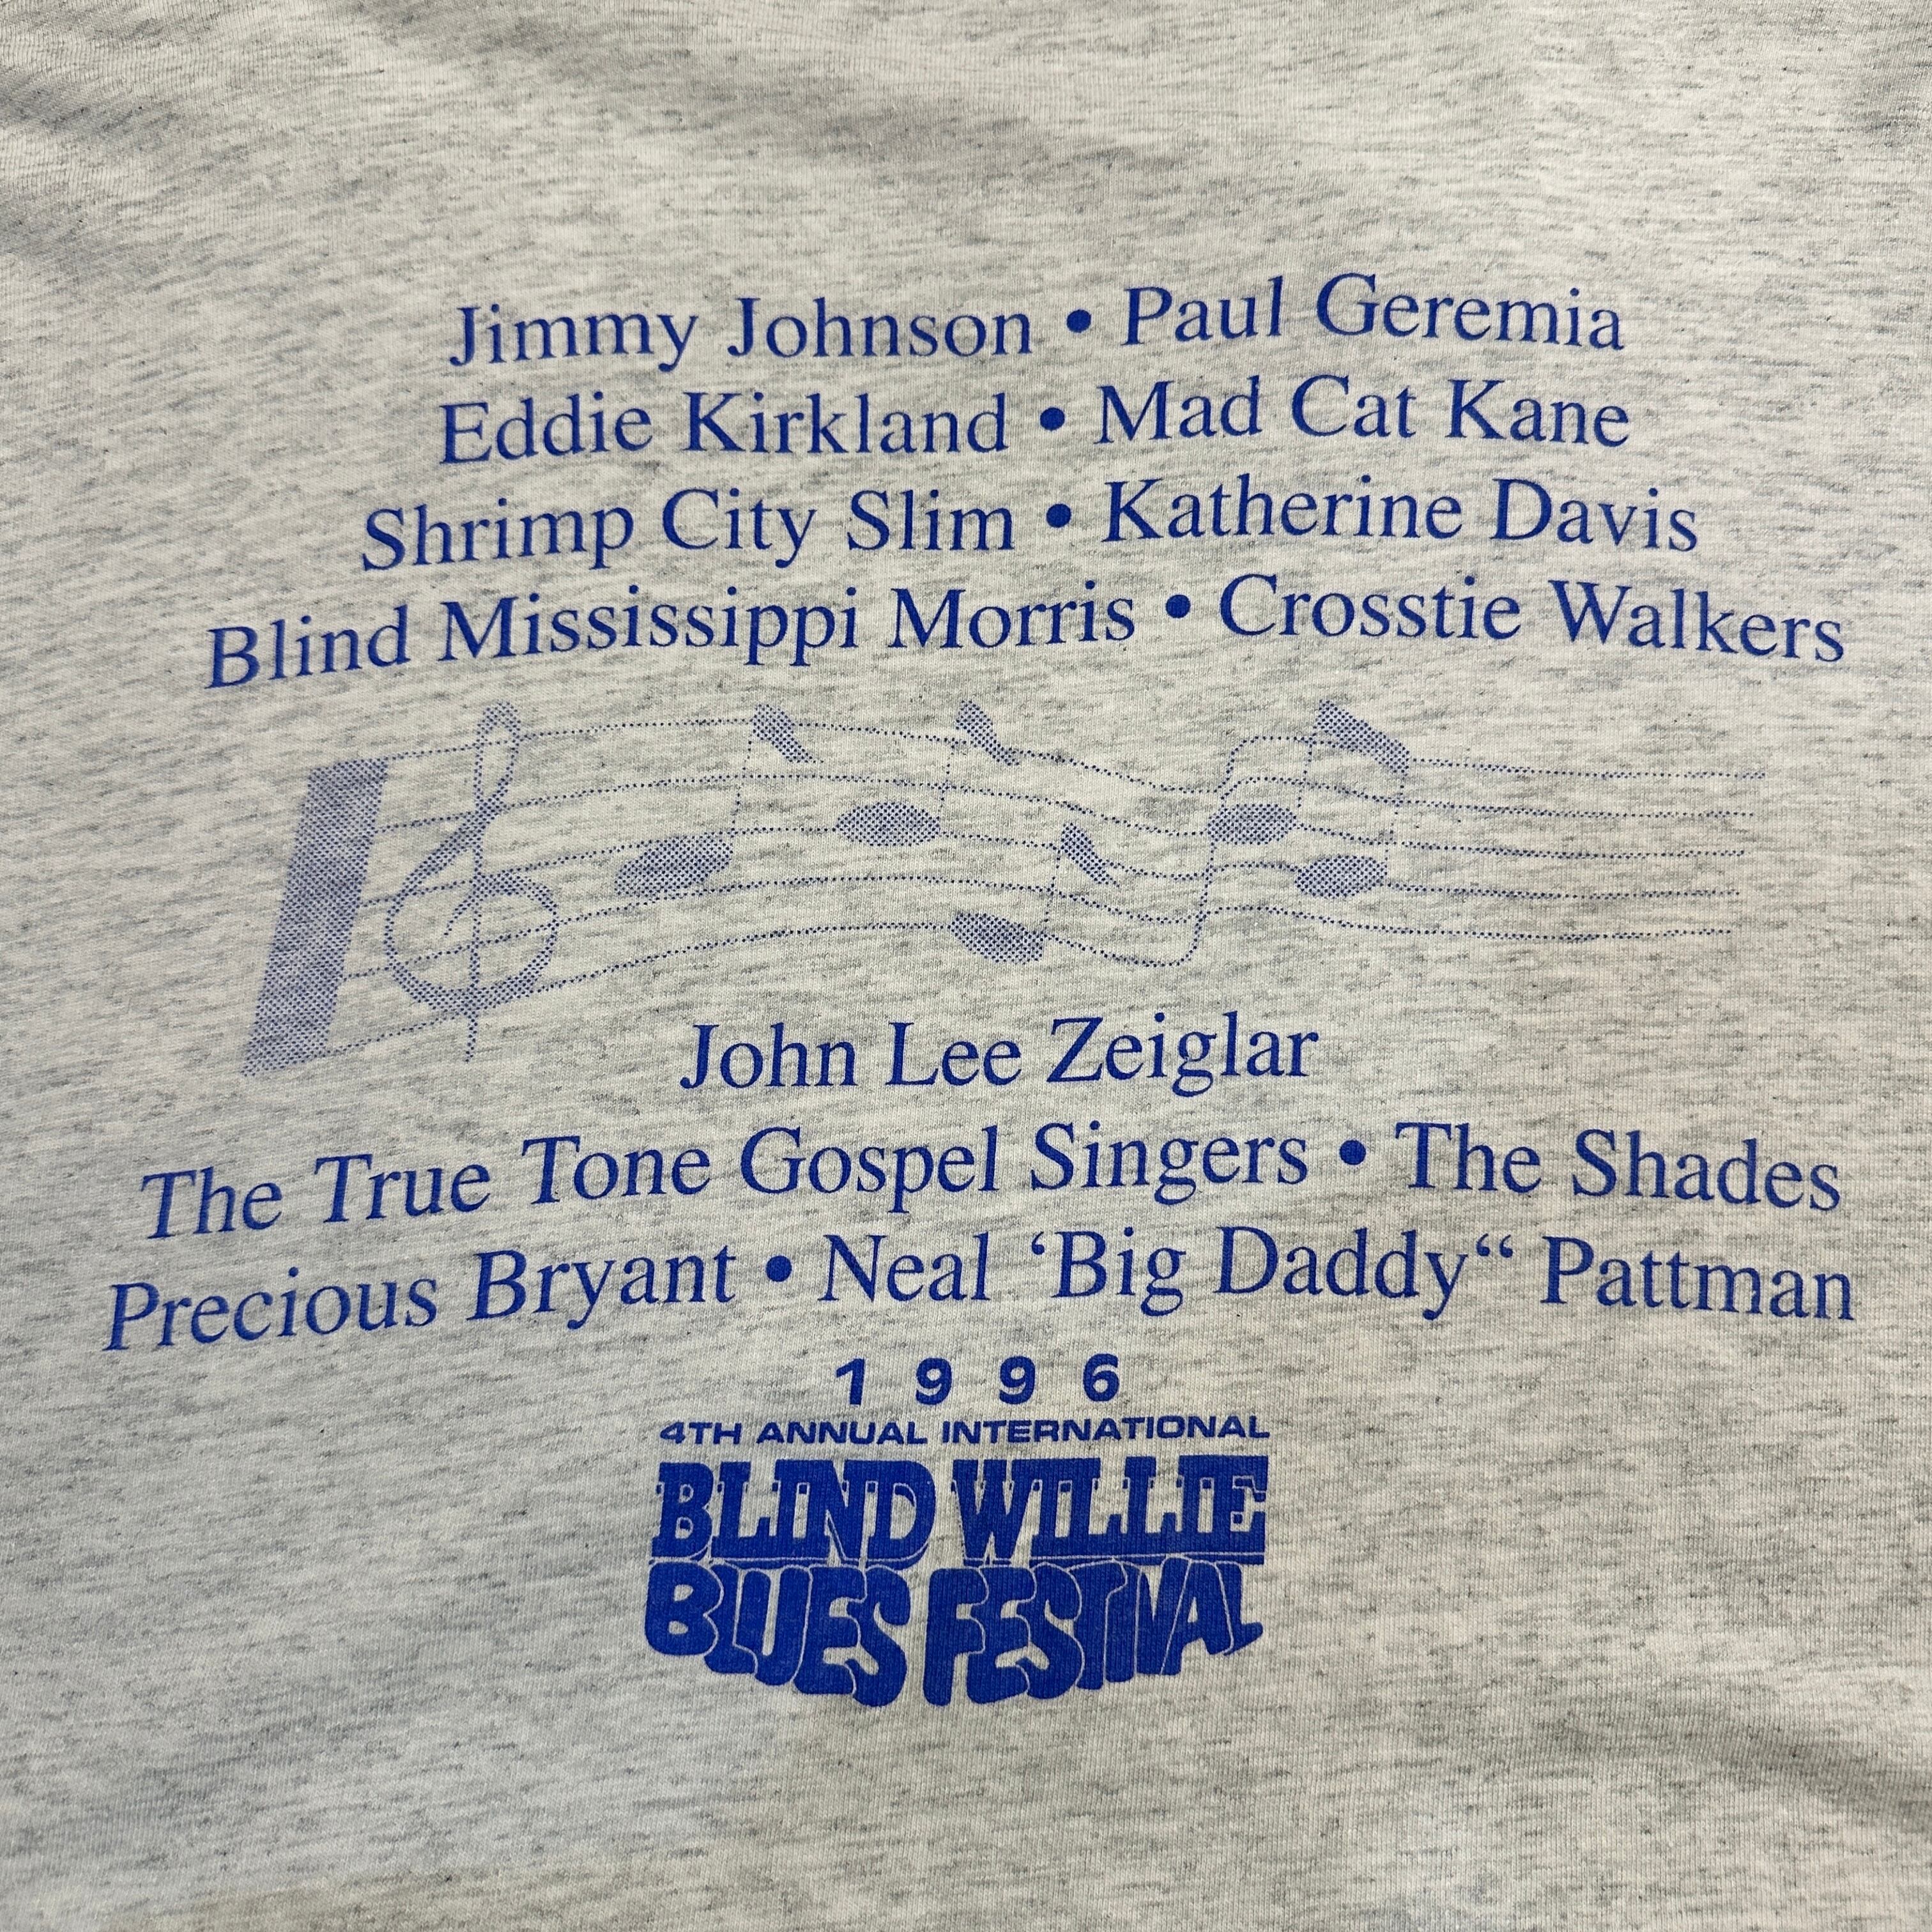 Jimmy Johnson • Paul Geremia
Eddie Kirkland • Mad Cat Kane
Shrimp City Slim • Katherine Davis
Blind Mississippi Morris • Crosstie Walkers
John Lee Zeiglar
The True Tone Gospel Singers • The Shades
Precious Bryant • Neal ‘Big Daddy“ Pattman
1996
4TH ANNUAL INTERNATIONAL
BLIND WILLIE
BLUES FESTIVAL